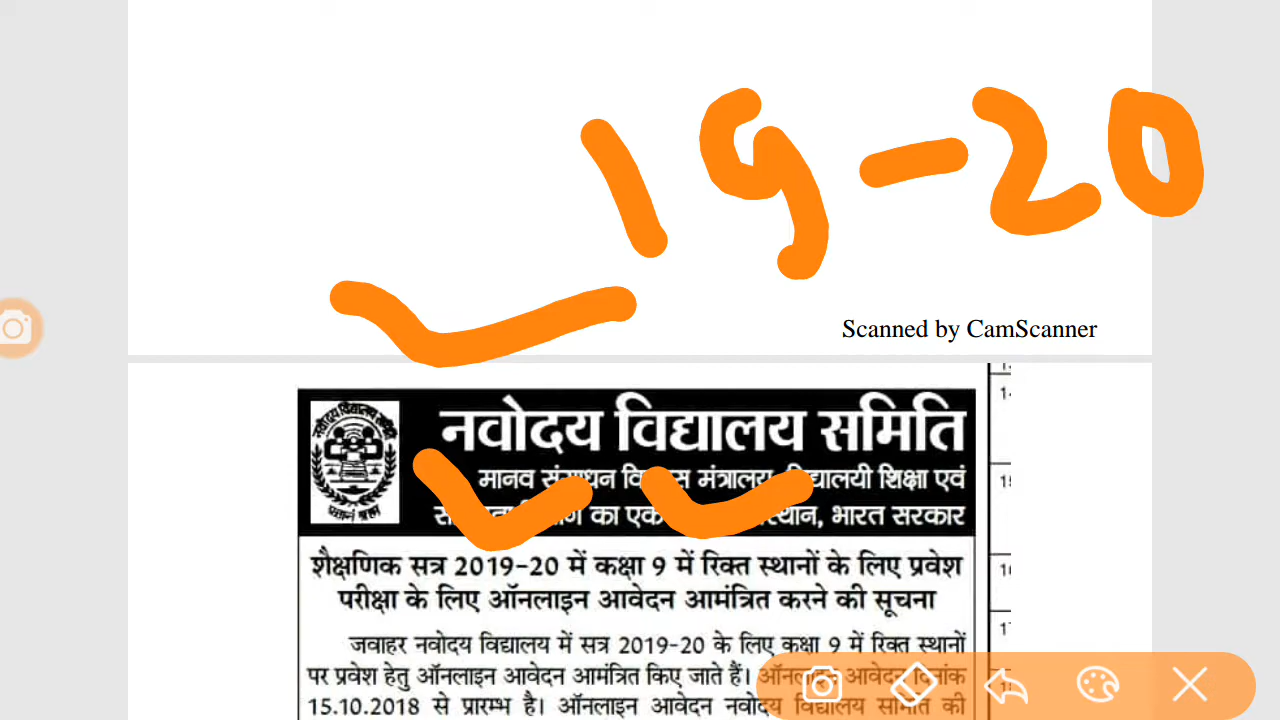 19-20
Scanned by CamScanner
नवोदय विद्यालय समिति
मानव मंत्रालय शिक्षा एवं
का एक भारत सरकार
शैक्षणिक सत्र 2019-20 में कक्षा 9 में रिक्त स्थानों के लिए प्रवेश
परीक्षा के लिए ऑनलाइन आवेदन आमंत्रित करने की सूचना
जवाहर नवोदय विद्यालय में सत्र 2019-20 के लिए कक्षा 9 में रिक्त स्थानों
पर प्रवेश हेतु ऑनलाइन आवेदन आमंत्रित किए जाते हैं। ऑनलाइन आवेदन दिनांक
15.10.2018 से प्रारम्भ है। ऑनलाइन आवेदन नवोदय विद्यालय समिति की